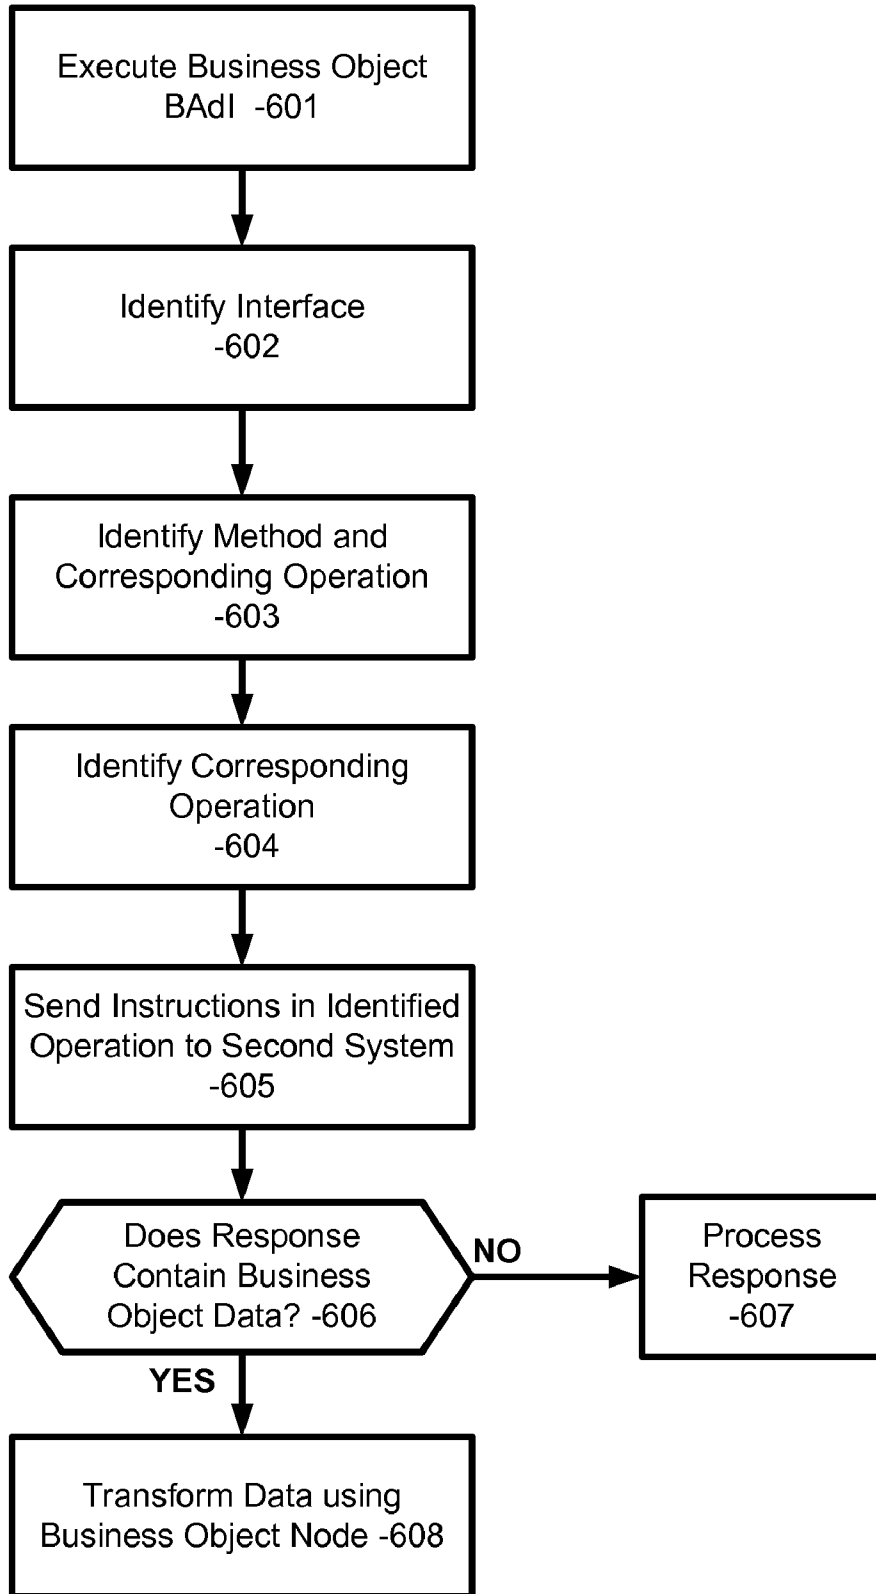 Execute Business Object
BAdI -601
Identify Interface
-602
Identify Method and
Corresponding Operation
-603
Identify Corresponding
Operation
-604
Send Instructions in Identified
Operation to Second System
-605
Does Response
Contain Business
Object Data? -606
NO
Process
Response
-607
YES
Transform Data using
Business Object Node -608